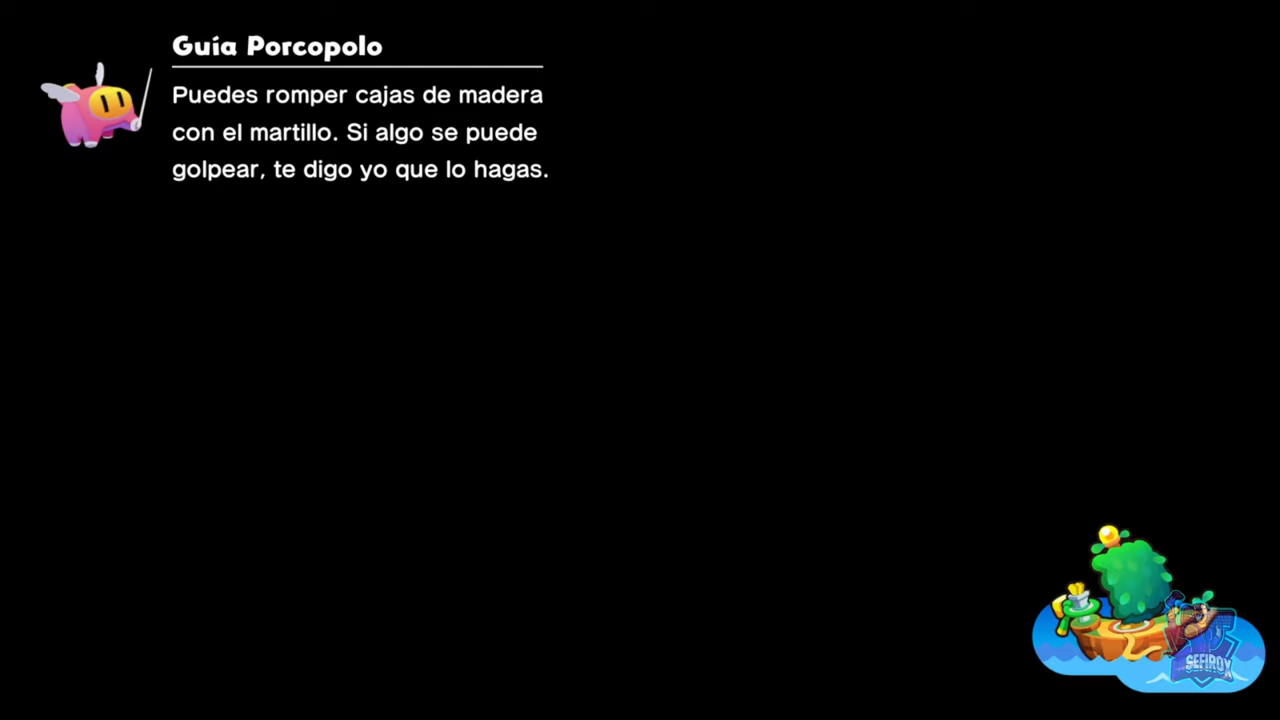 Guía Porcopolo
Puedes romper cajas de madera
con el martillo. Si algo se puede
golpear, te digo yo que lo hagas.
SEFIROX